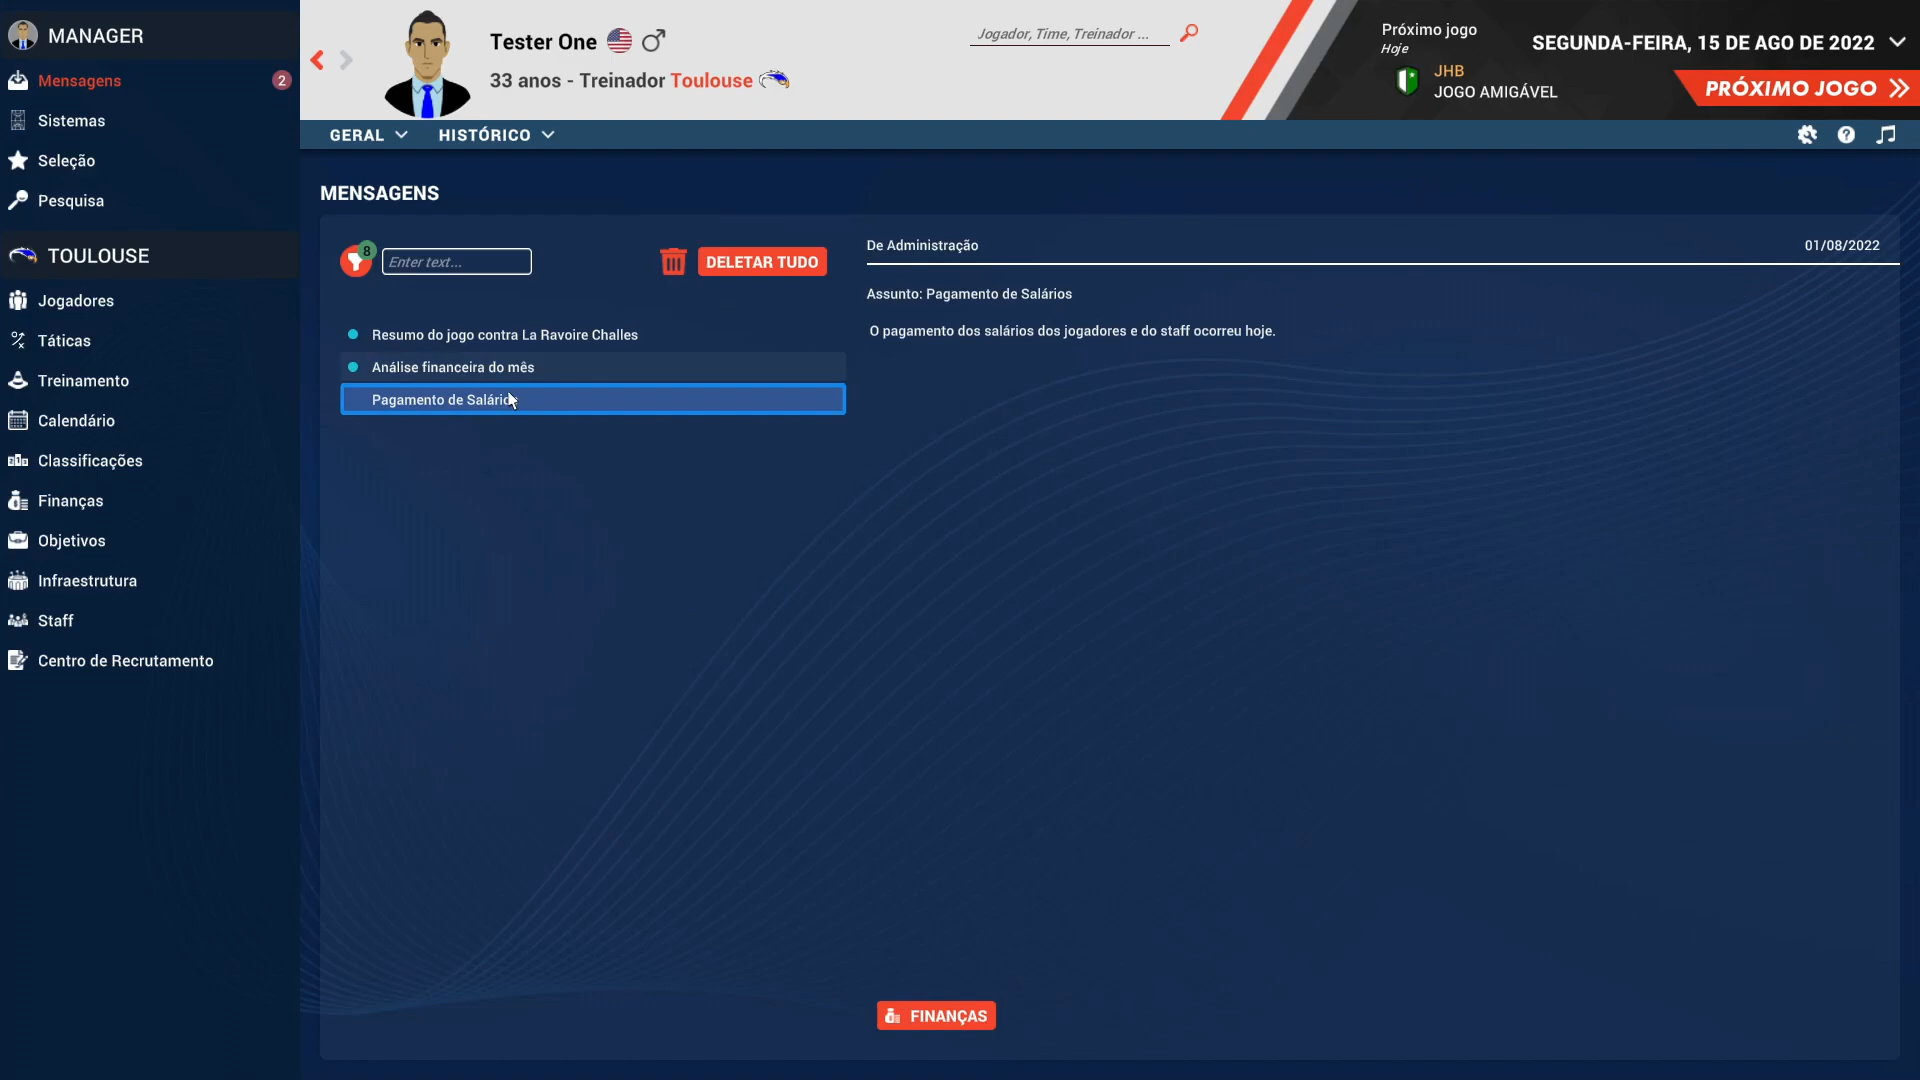 MANAGER
Mensagens
2
Sistemas
Seleção
Pesquisa
TOULOUSE
Jogadores
Táticas
Treinamento
Calendário
Classificações
Finanças
Objetivos
Infraestrutura
Staff
Centro de Recrutamento
Tester One
33 anos - Treinador Toulouse
Jogador, Time, Treinador ...
Próximo jogo
Hoje
JHB
JOGO AMIGÁVEL
SEGUNDA-FEIRA, 15 DE AGO DE 2022
PRÓXIMO JOGO
GERAL
HISTÓRICO
MENSAGENS
8
Enter text...
DELETAR TUDO
Resumo do jogo contra La Ravoire Challes
Análise financeira do mês
Pagamento de Salários
De Administração
01/08/2022
Assunto: Pagamento de Salários
O pagamento dos salários dos jogadores e do staff ocorreu hoje.
FINANÇAS